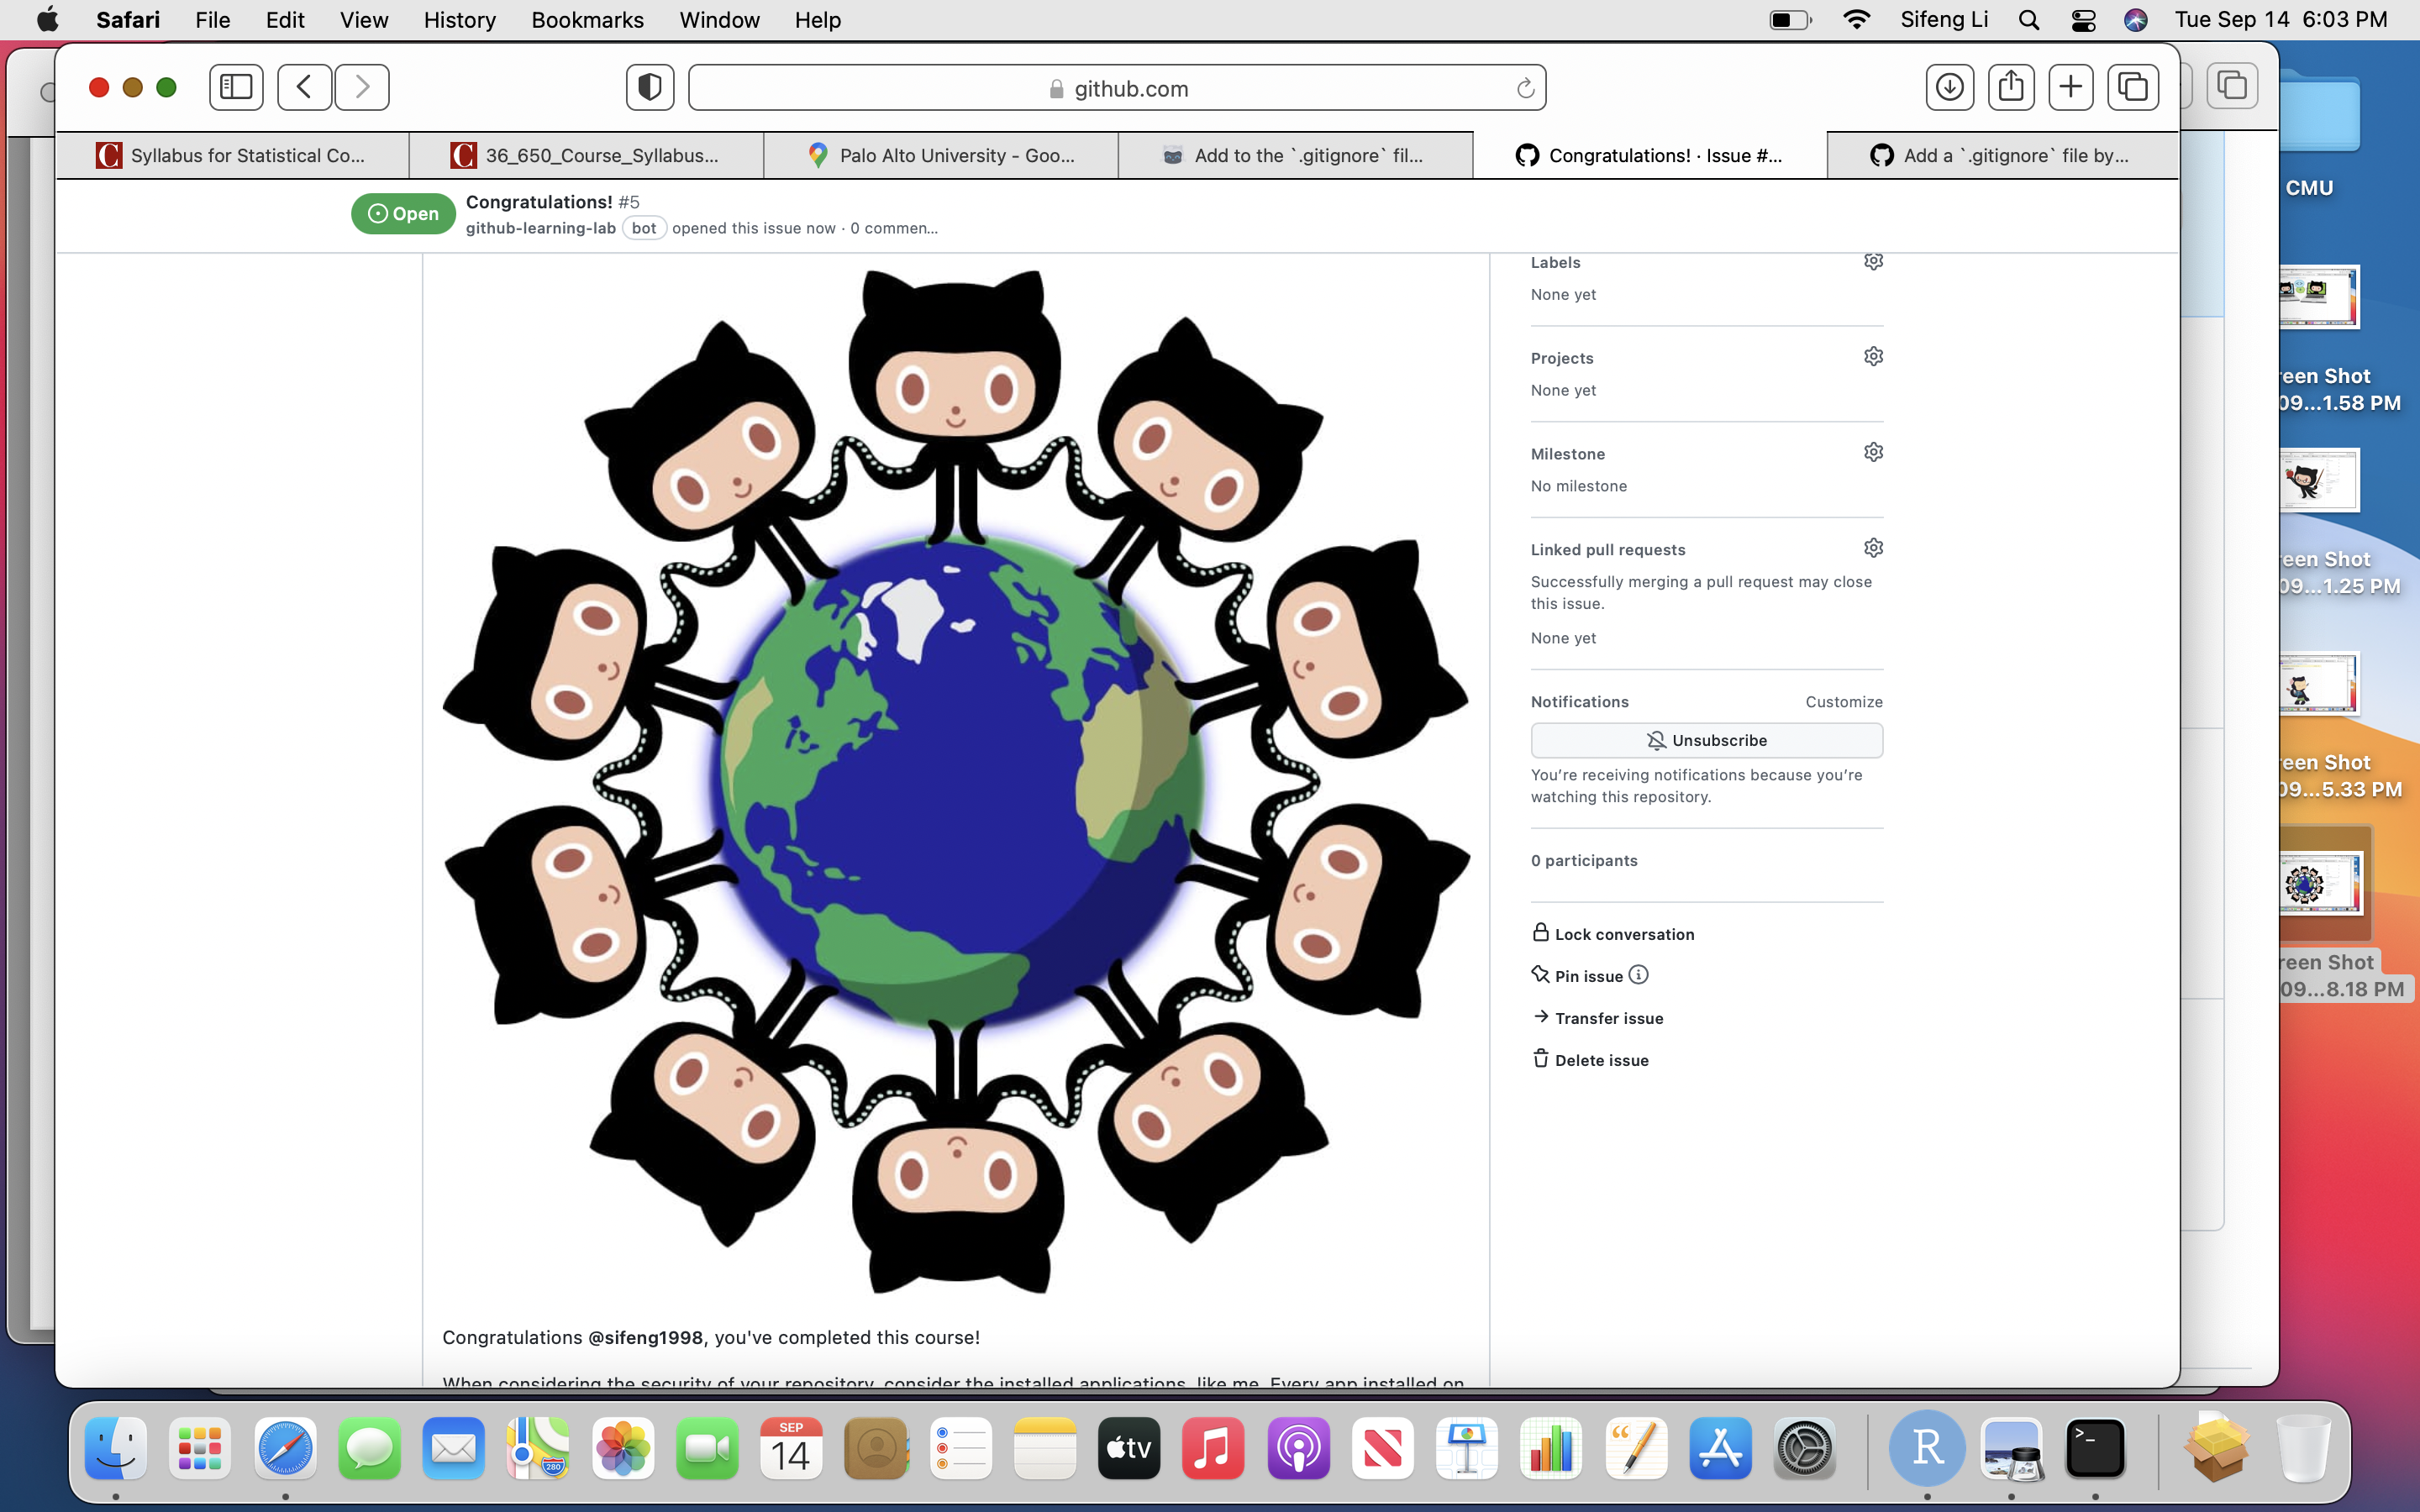 Safari File Edit View History Bookmarks Window Help Sifeng Li Tue Sep 14 6:03 PM
github.com
Syllabus for Statistical Co... 36_650_Course_Syllabus... Palo Alto University - Goo... Add to the `.gitignore` fil... Congratulations! · Issue #... Add a `.gitignore` file by...
Open
Congratulations! #5
github-learning-lab bot opened this issue now · 0 commen...
Labels
None yet
Projects
None yet
Milestone
No milestone
Linked pull requests
Successfully merging a pull request may close
this issue.
None yet
Notifications Customize
Unsubscribe
You're receiving notifications because you're
watching this repository.
0 participants
Lock conversation
Pin issue
Transfer issue
Delete issue
Congratulations @sifeng1998, you've completed this course!
When considering the security of your repository, consider the installed applications, like me. Every app installed on
CMU
reen Shot
09...1.58 PM
reen Shot
09...1.25 PM
reen Shot
09...5.33 PM
reen Shot
09...8.18 PM
280
SEP
14
tv
R
>_